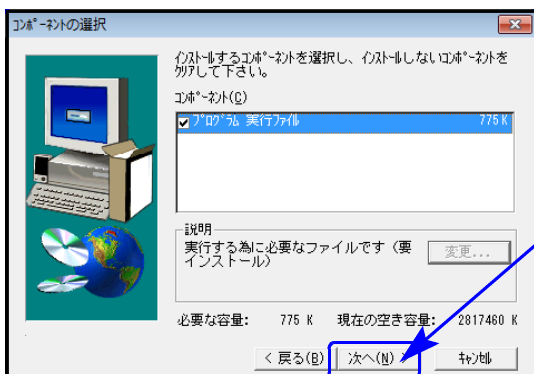 ｺﾝﾎﾟｰﾈﾝﾄの選択
ｲﾝｽﾄｰﾙするｺﾝﾎﾟｰﾈﾝﾄを選択し、ｲﾝｽﾄｰﾙしないｺﾝﾎﾟｰﾈﾝﾄを
ｸﾘｱして下さい。
ｺﾝﾎﾟｰﾈﾝﾄ(C)
ﾌﾟﾛｸﾞﾗﾑ 実行ﾌｧｲﾙ 775 K
説明
実行する為に必要なファイルです（要
インストール）
変更...
必要な容量: 775 K 現在の空き容量: 2817460 K
< 戻る(B) 次へ(N) ｷｬﾝｾﾙ